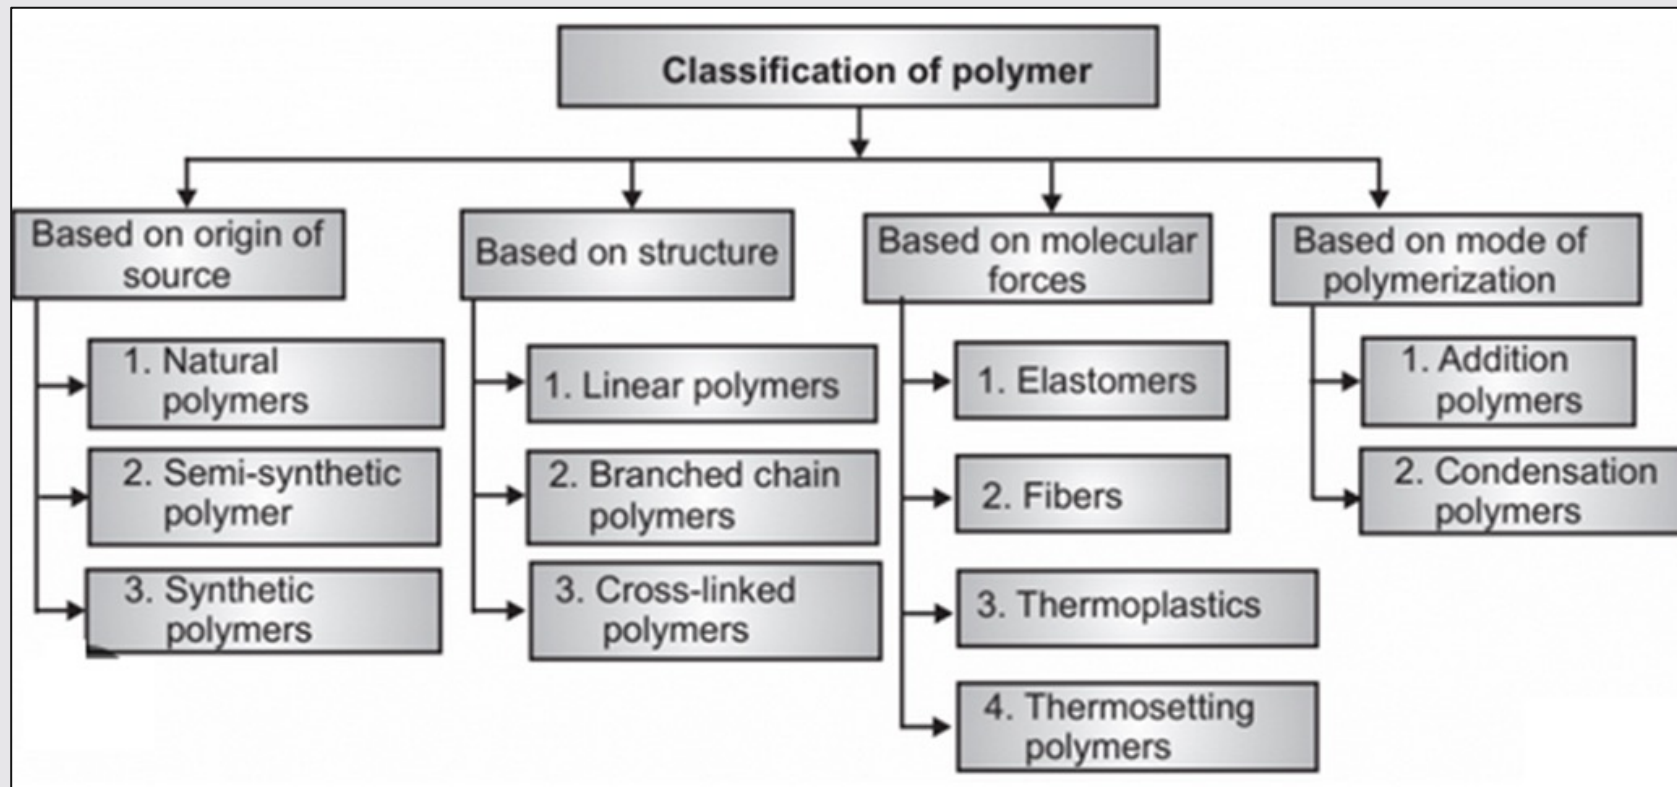 Classification of polymer
Based on origin of
source
1. Natural
polymers
2. Semi-synthetic
polymer
3. Synthetic
polymers
Based on structure
1. Linear polymers
2. Branched chain
polymers
3. Cross-linked
polymers
Based on molecular
forces
1. Elastomers
2. Fibers
3. Thermoplastics
4. Thermosetting
polymers
Based on mode of
polymerization
1. Addition
polymers
2. Condensation
polymers